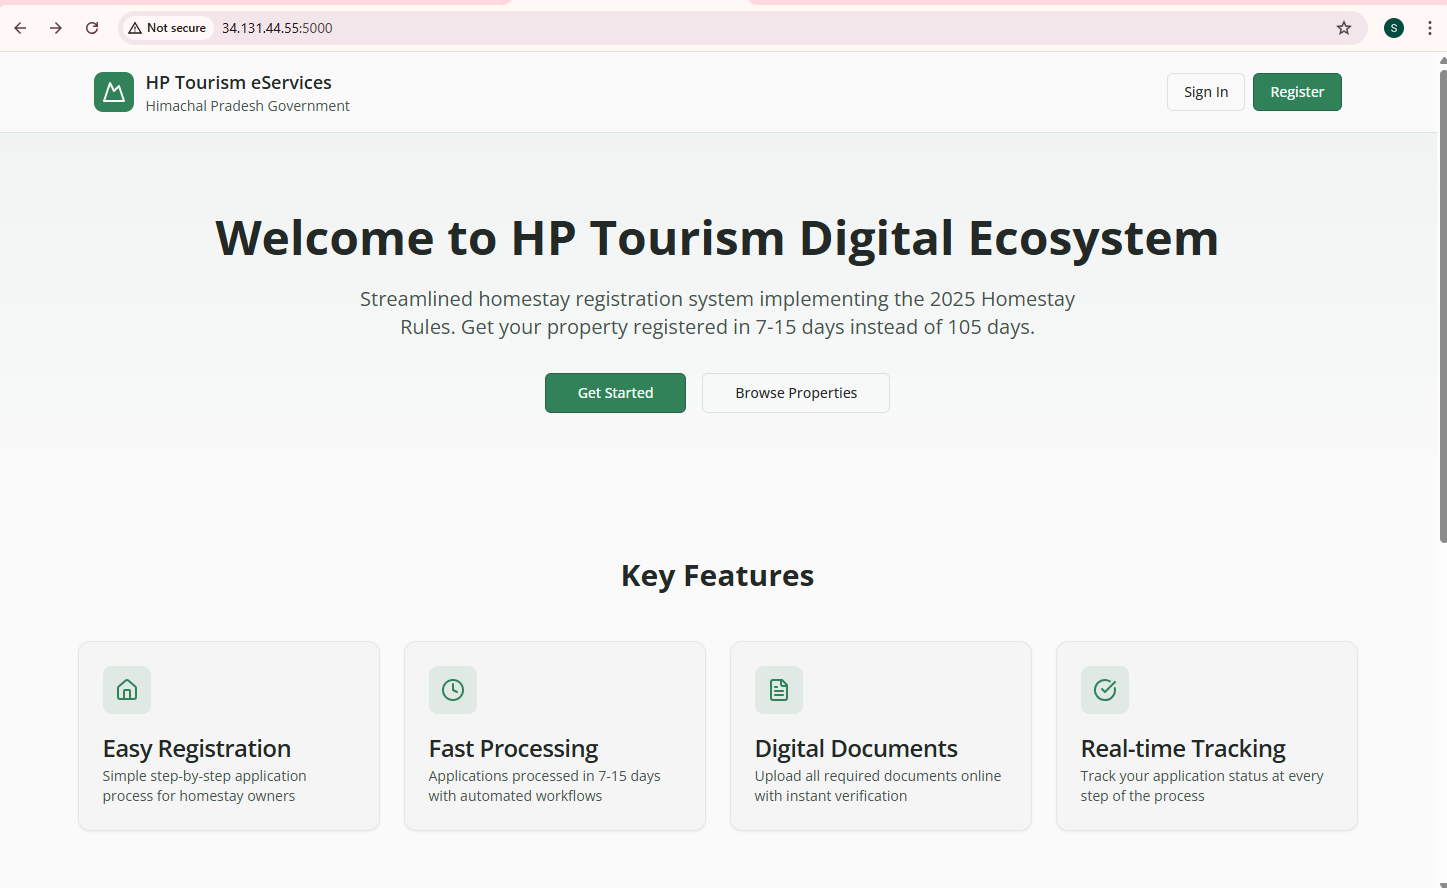 Not secure 34.131.44.55:5000
S
HP Tourism eServices
Himachal Pradesh Government
Sign In
Register
Welcome to HP Tourism Digital Ecosystem
Streamlined homestay registration system implementing the 2025 Homestay
Rules. Get your property registered in 7-15 days instead of 105 days.
Get Started
Browse Properties
Key Features
Easy Registration
Simple step-by-step application
process for homestay owners
Fast Processing
Applications processed in 7-15 days
with automated workflows
Digital Documents
Upload all required documents online
with instant verification
Real-time Tracking
Track your application status at every
step of the process